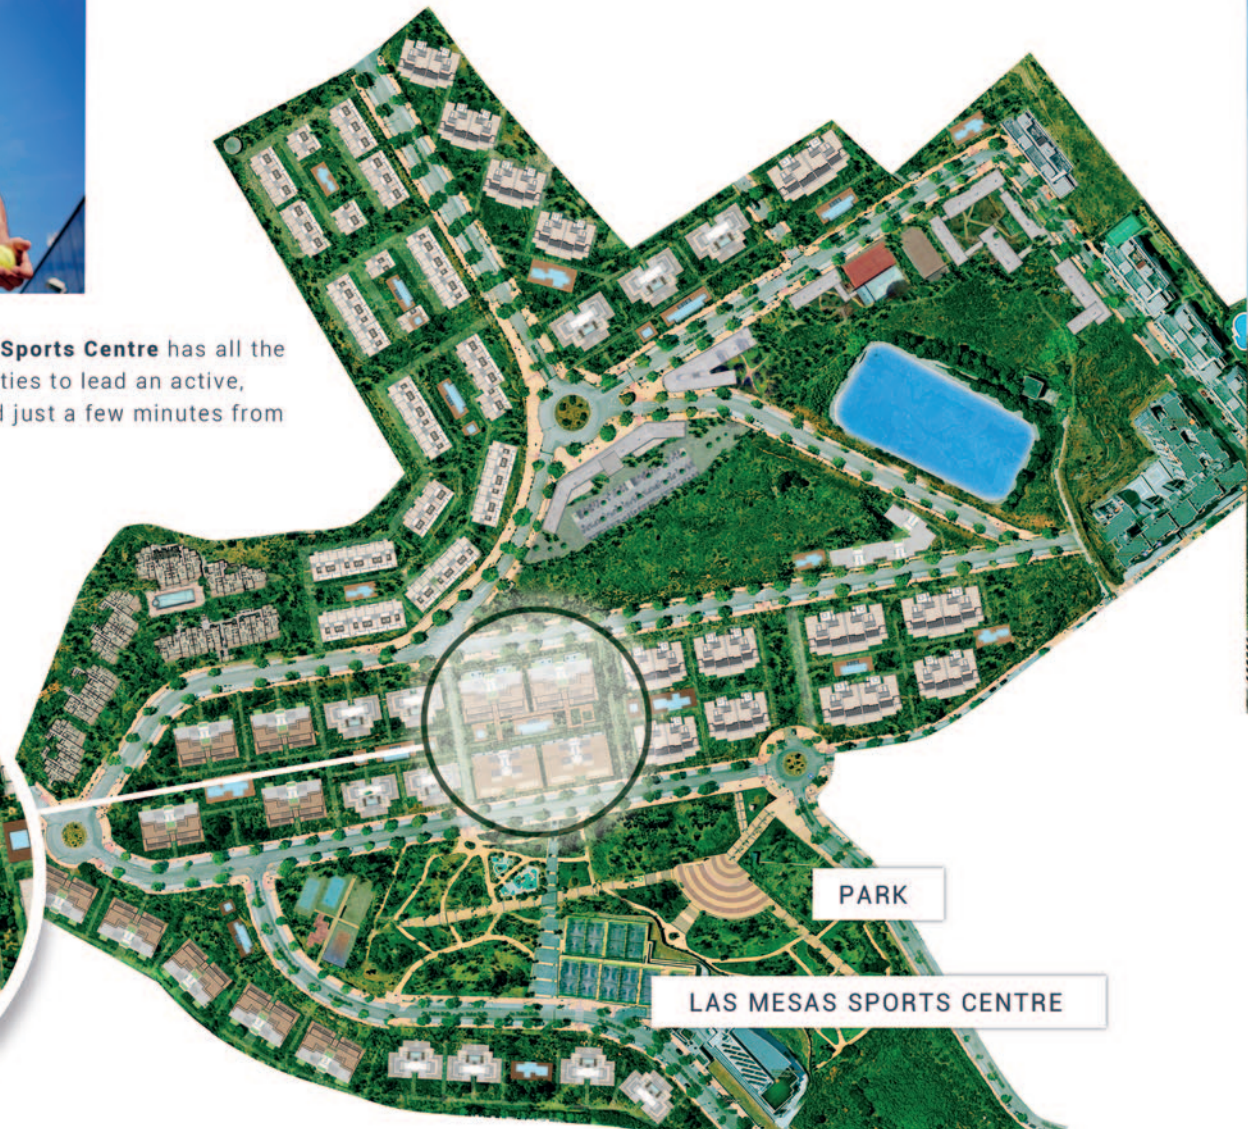 Sports Centre has all the
ties to lead an active,
d just a few minutes from
PARK
LAS MESAS SPORTS CENTRE